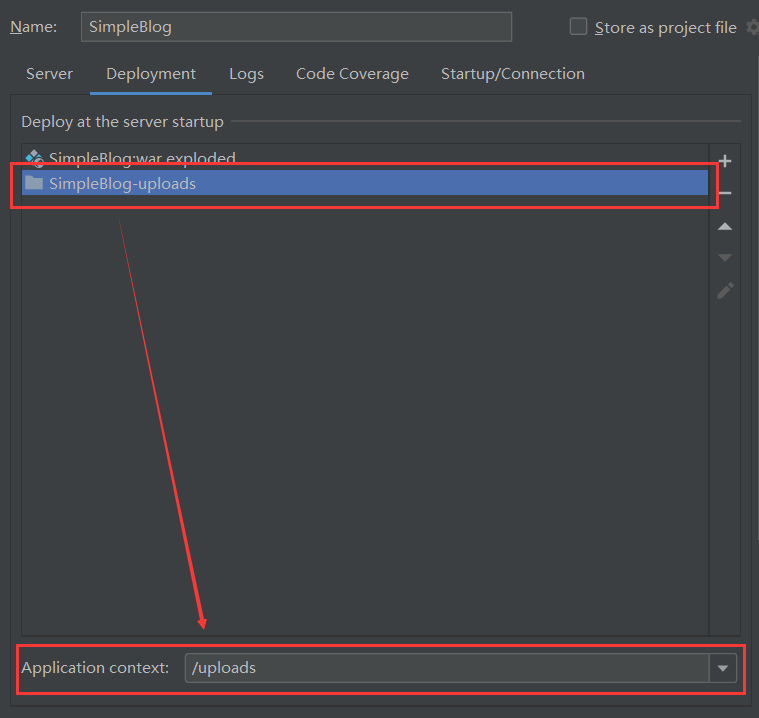 Name: SimpleBlog Store as project file
Server Deployment Logs Code Coverage Startup/Connection
Deploy at the server startup
SimpleBlog:war exploded
SimpleBlog-uploads
Application context: /uploads